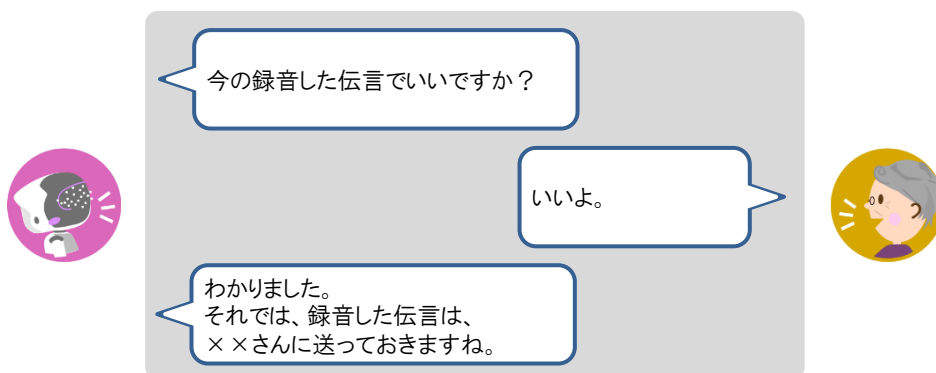 今の録音した伝言でいいですか？
いいよ。
わかりました。
それでは、録音した伝言は、
××さんに送っておきますね。